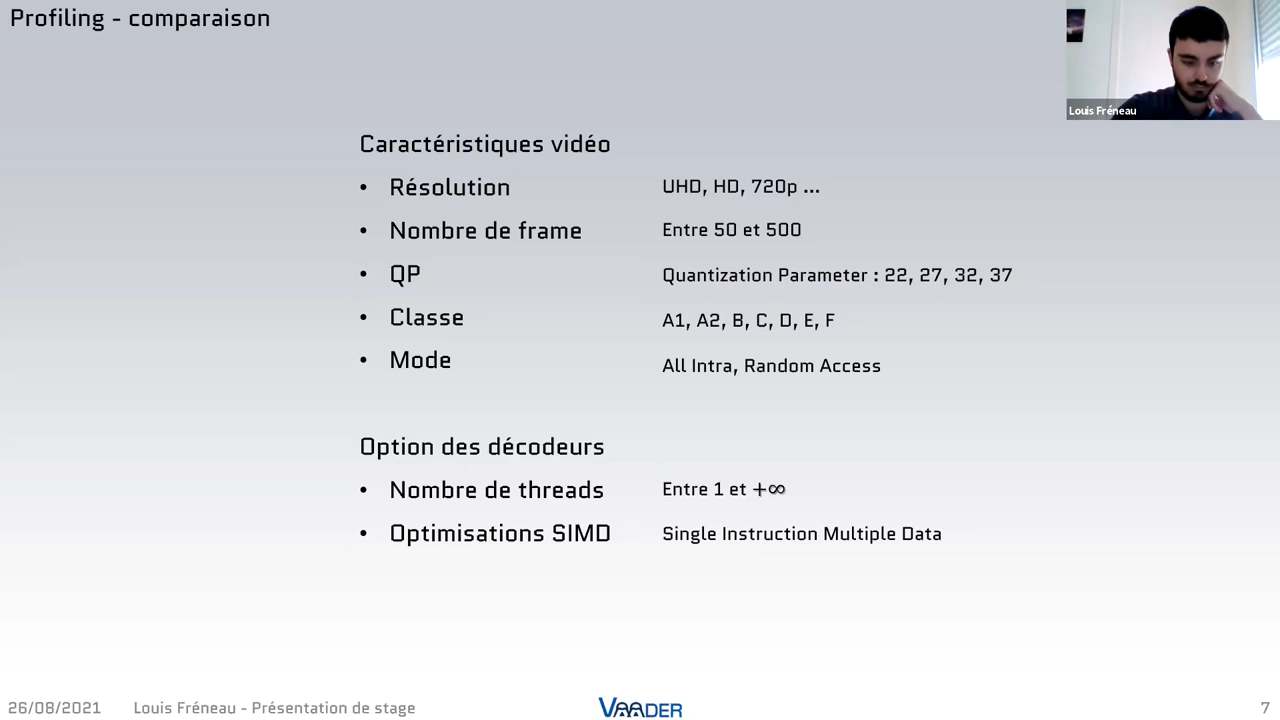 Profiling - comparaison
Louis Fréneau
Caractéristiques vidéo
• Résolution UHD, HD, 720p ...
• Nombre de frame Entre 50 et 500
• QP Quantization Parameter : 22, 27, 32, 37
• Classe A1, A2, B, C, D, E, F
• Mode All Intra, Random Access
Option des décodeurs
• Nombre de threads Entre 1 et +∞
• Optimisations SIMD Single Instruction Multiple Data
26/08/2021 Louis Fréneau - Présentation de stage VAADER 7